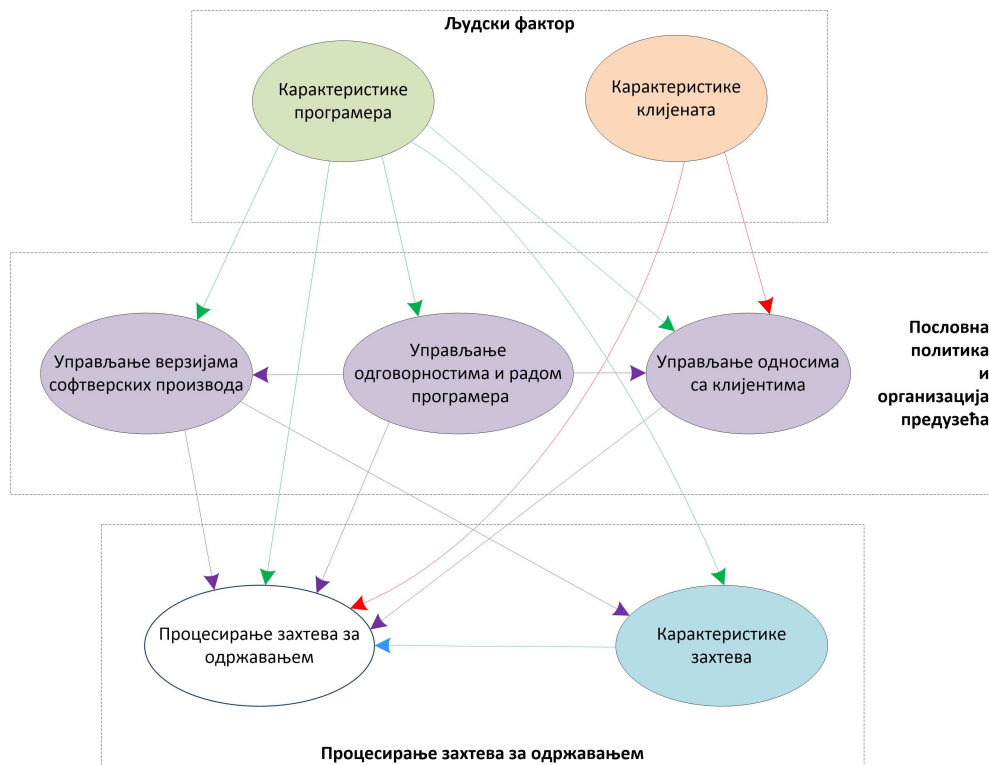 Људски фактор
Карактеристике
програмера
Карактеристике
клијената
Управљање верзијама
софтверских производа
Управљање
одговорностима и радом
програмера
Управљање односима
са клијентима
Пословна
политика
и
организација
предузећа
Процесирање захтева за
одржавањем
Карактеристике
захтева
Процесирање захтева за одржавањем